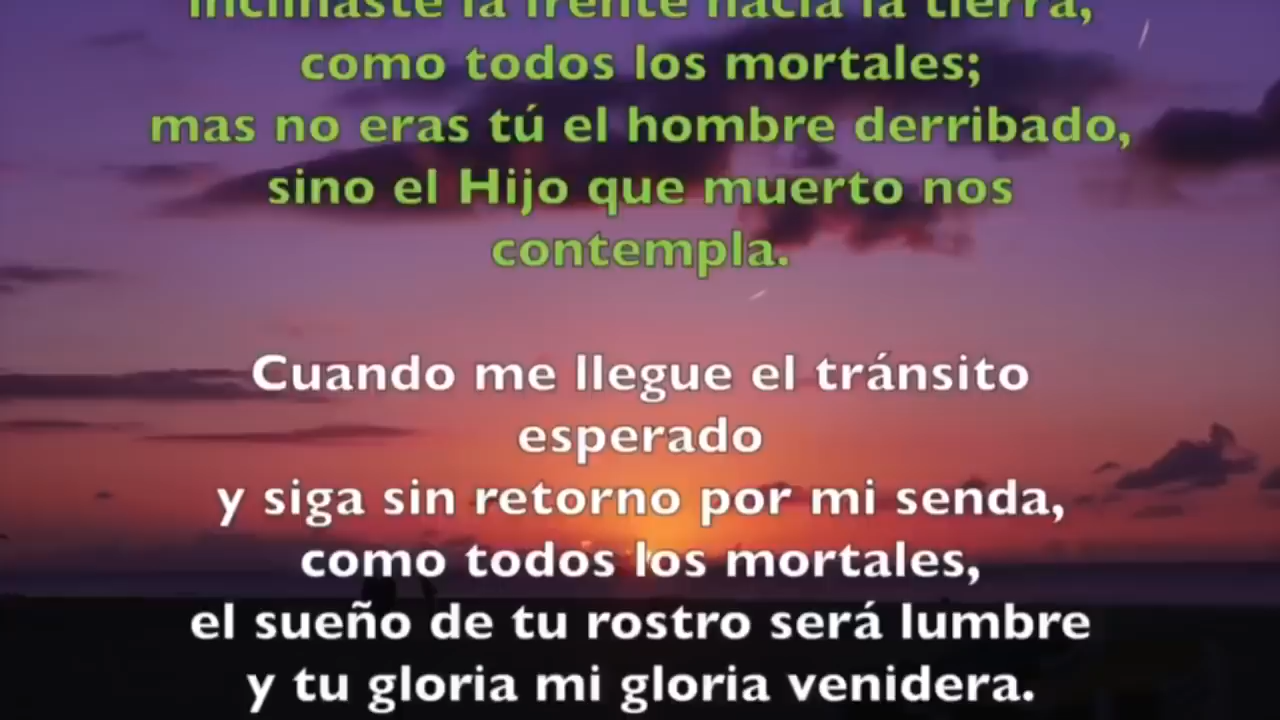 inclinaste la frente hacia la tierra,
como todos los mortales;
mas no eras tú el hombre derribado,
sino el Hijo que muerto nos
contempla.
Cuando me llegue el tránsito
esperado
y siga sin retorno por mi senda,
como todos los mortales,
el sueño de tu rostro será lumbre
y tu gloria mi gloria venidera.